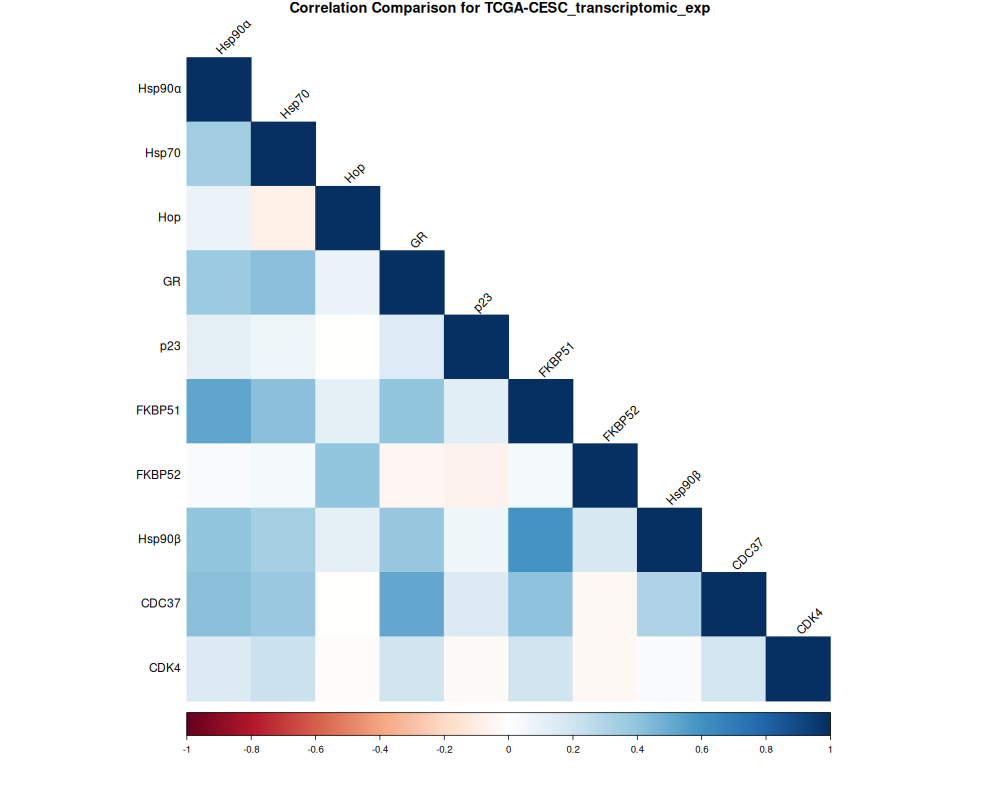 Correlation Comparison for TCGA-CESC_transcriptomic_exp
Hsp90α
Hsp90α
Hsp70
Hsp70
Hop
Hop
GR
GR
p23
p23
FKBP51
FKBP51
FKBP52
FKBP52
Hsp90β
Hsp90β
CDC37
CDC37
CDK4
CDK4
-1 -0.8 -0.6 -0.4 -0.2 0 0.2 0.4 0.6 0.8 1